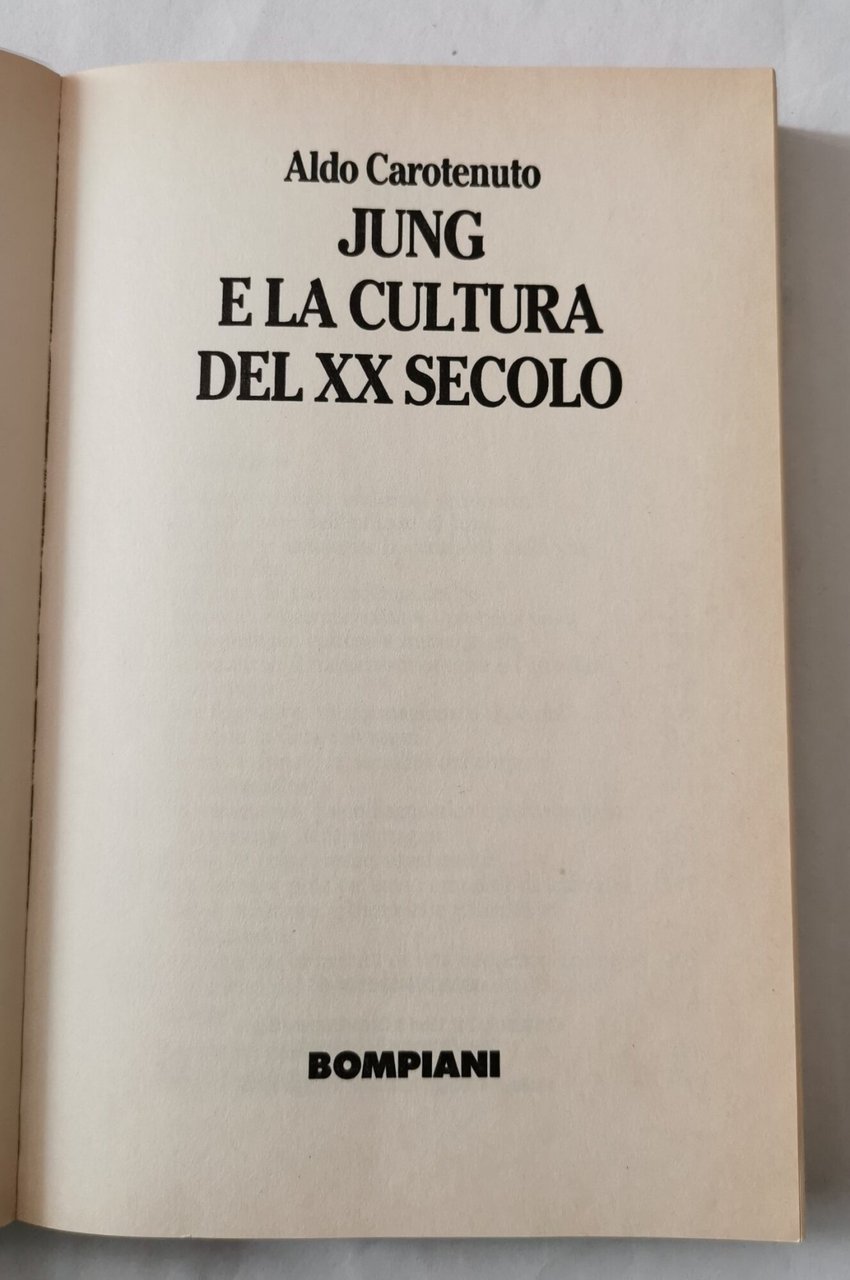 Aldo Carotenuto
JUNG
E LA CULTURA
DEL XX SECOLO
BOMPIANI